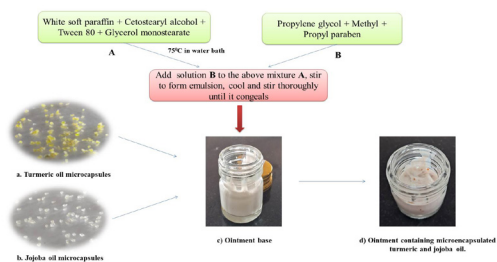 White soft paraffin + Cetostearyl alcohol +
Tween 80 + Glycerol monostearate
Propylene glycol + Methyl +
Propyl paraben
A
75⁰C in water bath
B
Add solution B to the above mixture A, stir
to form emulsion, cool and stir thoroughly
until it congeals
a. Turmeric oil microcapsules
b. Jojoba oil microcapsules
c) Ointment base
d) Ointment containing microencapsulated
turmeric and jojoba oil.